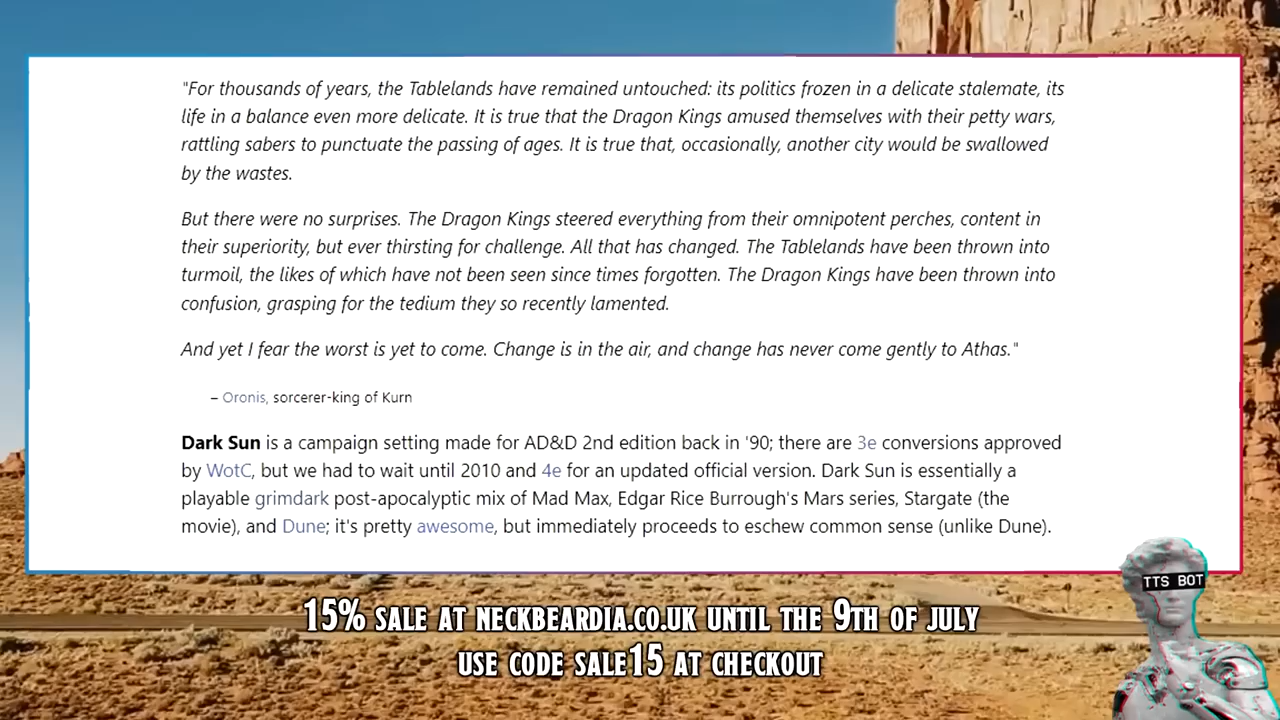 "For thousands of years, the Tablelands have remained untouched: its politics frozen in a delicate stalemate, its
life in a balance even more delicate. It is true that the Dragon Kings amused themselves with their petty wars,
rattling sabers to punctuate the passing of ages. It is true that, occasionally, another city would be swallowed
by the wastes.
But there were no surprises. The Dragon Kings steered everything from their omnipotent perches, content in
their superiority, but ever thirsting for challenge. All that has changed. The Tablelands have been thrown into
turmoil, the likes of which have not been seen since times forgotten. The Dragon Kings have been thrown into
confusion, grasping for the tedium they so recently lamented.
And yet I fear the worst is yet to come. Change is in the air, and change has never come gently to Athas."
– Oronis, sorcerer-king of Kurn
Dark Sun is a campaign setting made for AD&D 2nd edition back in '90; there are 3e conversions approved
by WotC, but we had to wait until 2010 and 4e for an updated official version. Dark Sun is essentially a
playable grimdark post-apocalyptic mix of Mad Max, Edgar Rice Burrough's Mars series, Stargate (the
movie), and Dune; it's pretty awesome, but immediately proceeds to eschew common sense (unlike Dune).
TTS BOT
15% SALE AT NECKBEARDIA.CO.UK UNTIL THE 9TH OF JULY
USE CODE SALE15 AT CHECKOUT